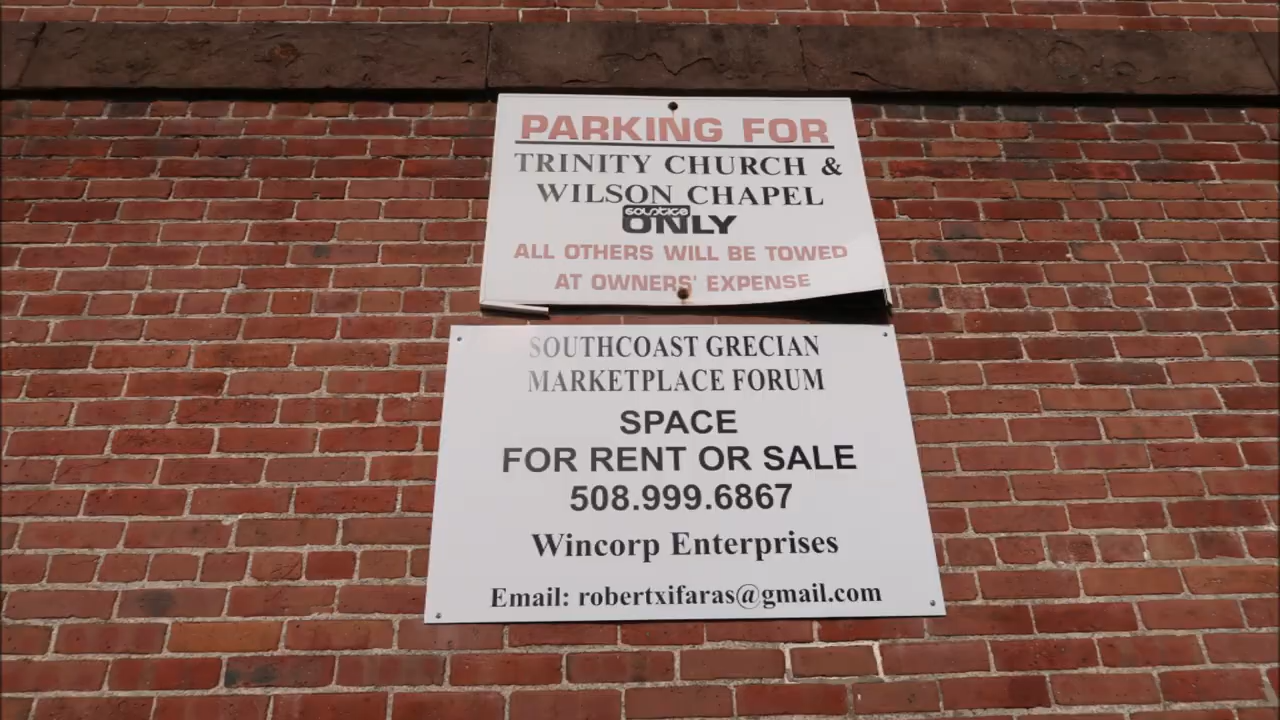 PARKING FOR
TRINITY CHURCH &
WILSON CHAPEL
SOLSTICE
ONLY
ALL OTHERS WILL BE TOWED
AT OWNERS' EXPENSE
SOUTHCOAST GRECIAN
MARKETPLACE FORUM
SPACE
FOR RENT OR SALE
508.999.6867
Wincorp Enterprises
Email: robertxifaras@gmail.com